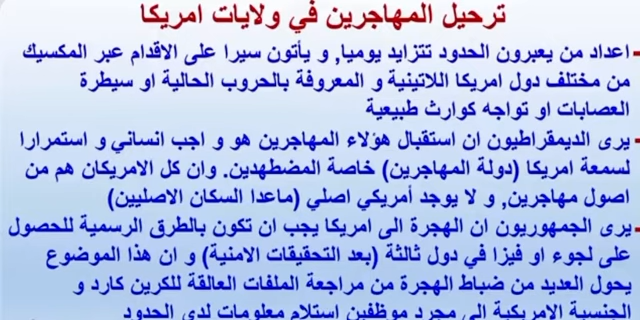 ترحيل المهاجرين في ولايات امريكا
-اعداد من يعبرون الحدود تتزايد يوميا, و يأتون سيرا على الاقدام عبر المكسيك
من مختلف دول امريكا اللاتينية و المعروفة بالحروب الحالية او سيطرة
العصابات او تواجه كوارث طبيعية
-يرى الديمقراطيون ان استقبال هؤلاء المهاجرين هو و اجب انساني و استمرارا
لسمعة امريكا (دولة المهاجرين) خاصة المضطهدين. وان كل الامريكان هم من
اصول مهاجرين, و لا يوجد أمريكي اصلي (ماعدا السكان الاصليين)
-يرى الجمهوريون ان الهجرة الى امريكا يجب ان تكون بالطرق الرسمية للحصول
على لجوء او فيزا في دول ثالثة (بعد التحقيقات الامنية) و ان هذا الموضوع
يحول العديد من ضباط الهجرة من مراجعة الملفات العالقة للكرين كارد و
الجنسية الامريكية الى مجرد موظفين استلام معلومات لدى الحدود